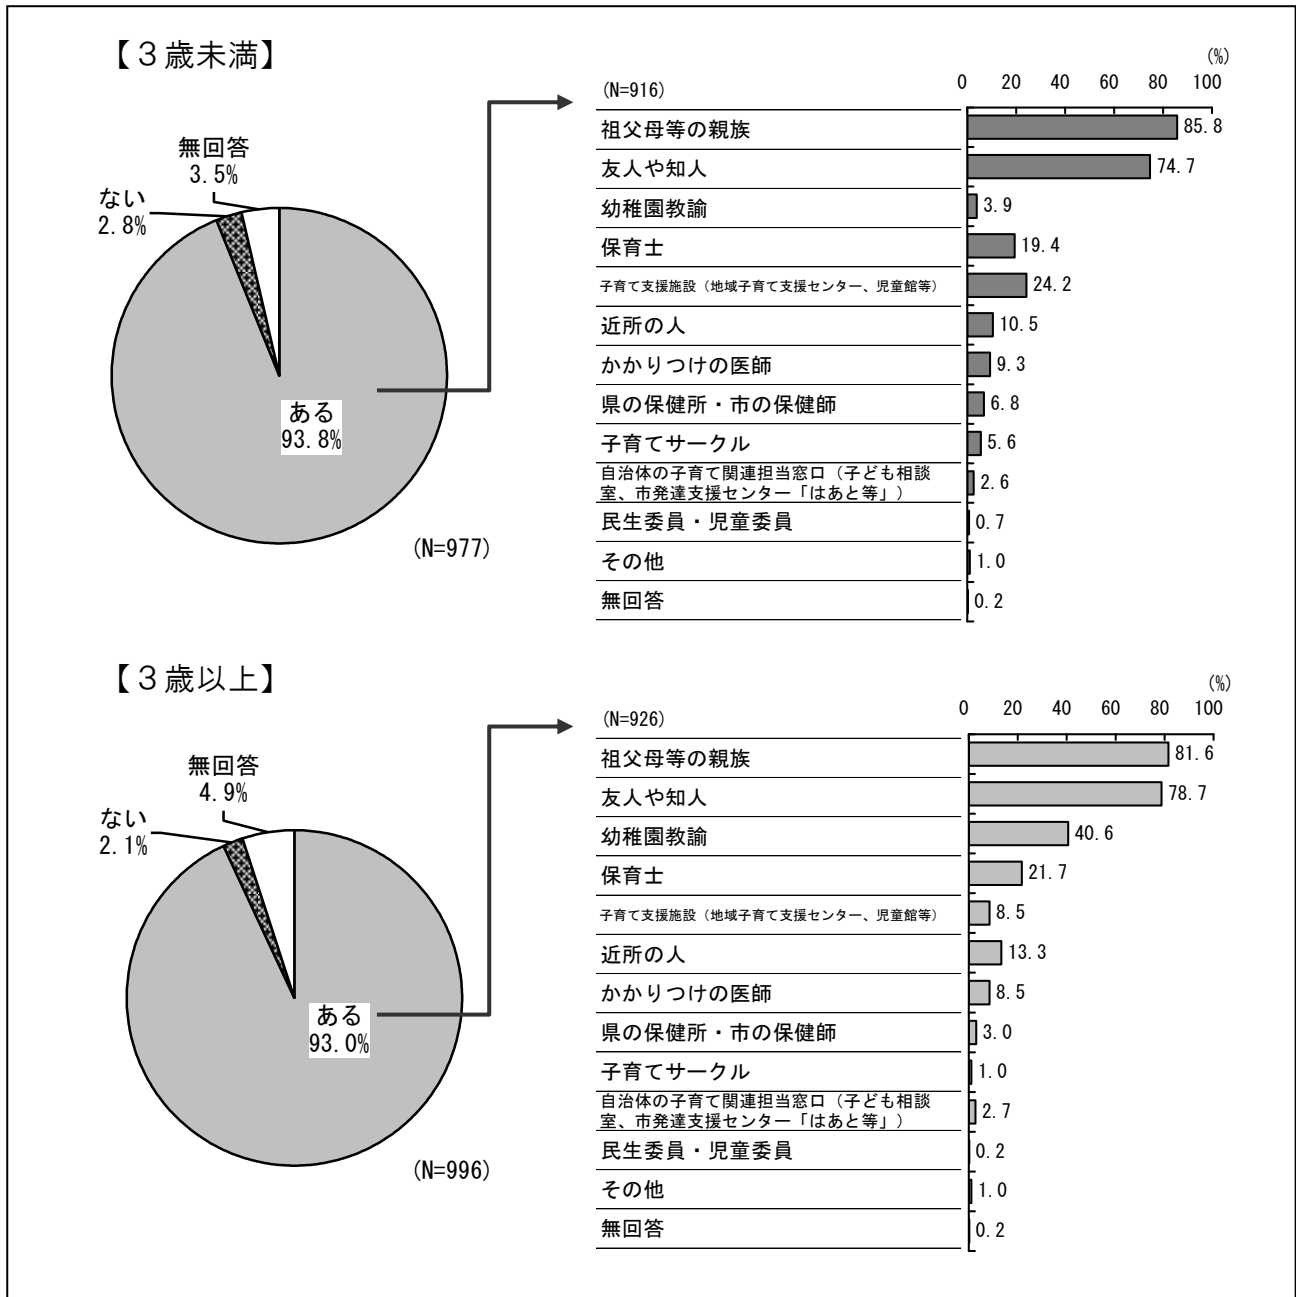 【３歳未満】
無回答
3.5%
ない
2.8%
ある
93.8%
(N=977)
(%)
(N=916)
0 20 40 60 80 100
祖父母等の親族 85.8
友人や知人 74.7
幼稚園教諭 3.9
保育士 19.4
子育て支援施設（地域子育て支援センター、児童館等） 24.2
近所の人 10.5
かかりつけの医師 9.3
県の保健所・市の保健師 6.8
子育てサークル 5.6
自治体の子育て関連担当窓口（子ども相談
室、市発達支援センター「はあと等」） 2.6
民生委員・児童委員 0.7
その他 1.0
無回答 0.2
【３歳以上】
無回答
4.9%
ない
2.1%
ある
93.0%
(N=996)
(%)
(N=926)
0 20 40 60 80 100
祖父母等の親族 81.6
友人や知人 78.7
幼稚園教諭 40.6
保育士 21.7
子育て支援施設（地域子育て支援センター、児童館等） 8.5
近所の人 13.3
かかりつけの医師 8.5
県の保健所・市の保健師 3.0
子育てサークル 1.0
自治体の子育て関連担当窓口（子ども相談
室、市発達支援センター「はあと等」） 2.7
民生委員・児童委員 0.2
その他 1.0
無回答 0.2